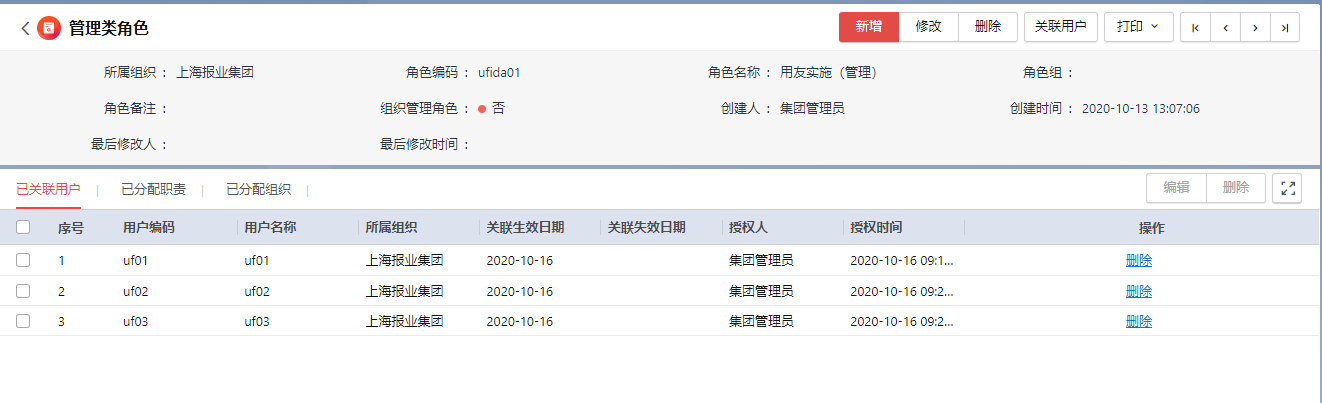 管理类角色 新增 修改 删除 关联用户 打印
所属组织 ： 上海报业集团 角色编码 ： ufida01 角色名称 ： 用友实施（管理） 角色组 ：
角色备注 ： 组织管理角色 ： 否 创建人 ： 集团管理员 创建时间 ： 2020-10-13 13:07:06
最后修改人 ： 最后修改时间 ：
已关联用户 | 已分配职责 | 已分配组织 | 编辑 删除
序号 用户编码 用户名称 所属组织 关联生效日期 关联失效日期 授权人 授权时间 操作
1 uf01 uf01 上海报业集团 2020-10-16 集团管理员 2020-10-16 09:1... 删除
2 uf02 uf02 上海报业集团 2020-10-16 集团管理员 2020-10-16 09:2... 删除
3 uf03 uf03 上海报业集团 2020-10-16 集团管理员 2020-10-16 09:2... 删除